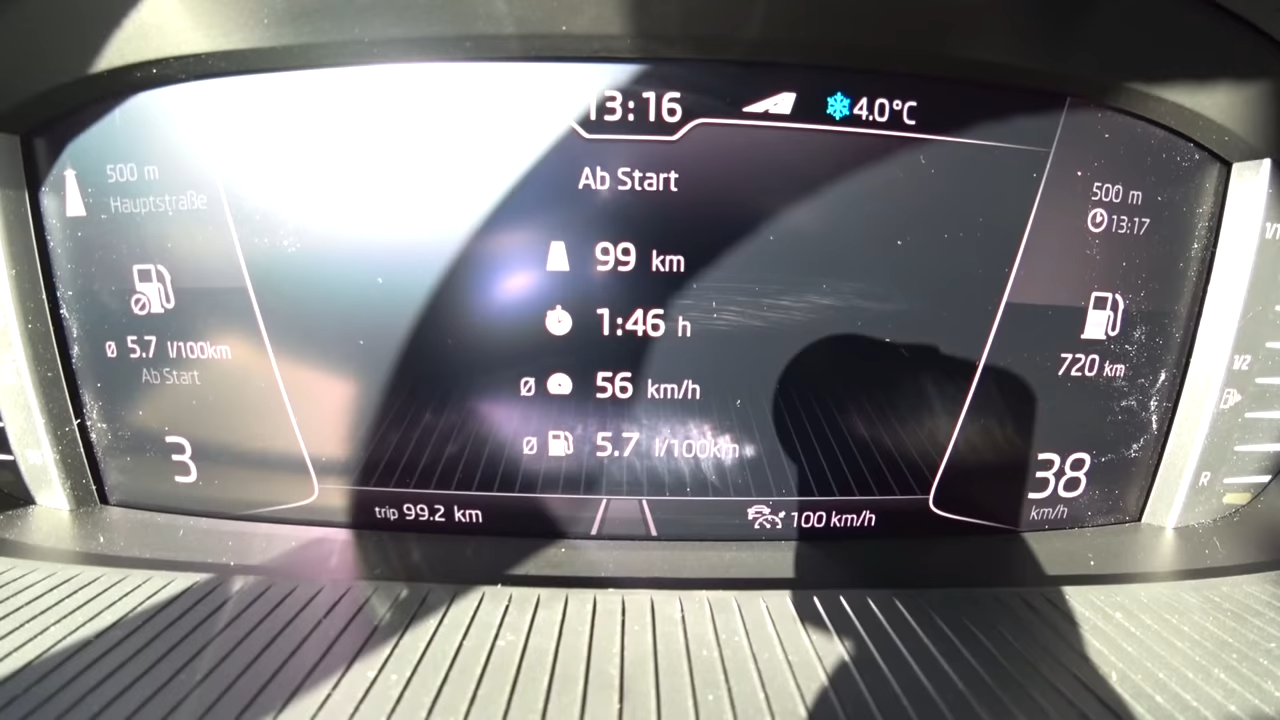 13:16
4.0°C
500 m
Hauptstraße
Ab Start
500 m
13:17
99 km
1:46 h
ø 56 km/h
ø 5.7 l/100km
ø 5.7 l/100km
Ab Start
720 km
3
38
km/h
trip 99.2 km
100 km/h
1/1
1/2
R